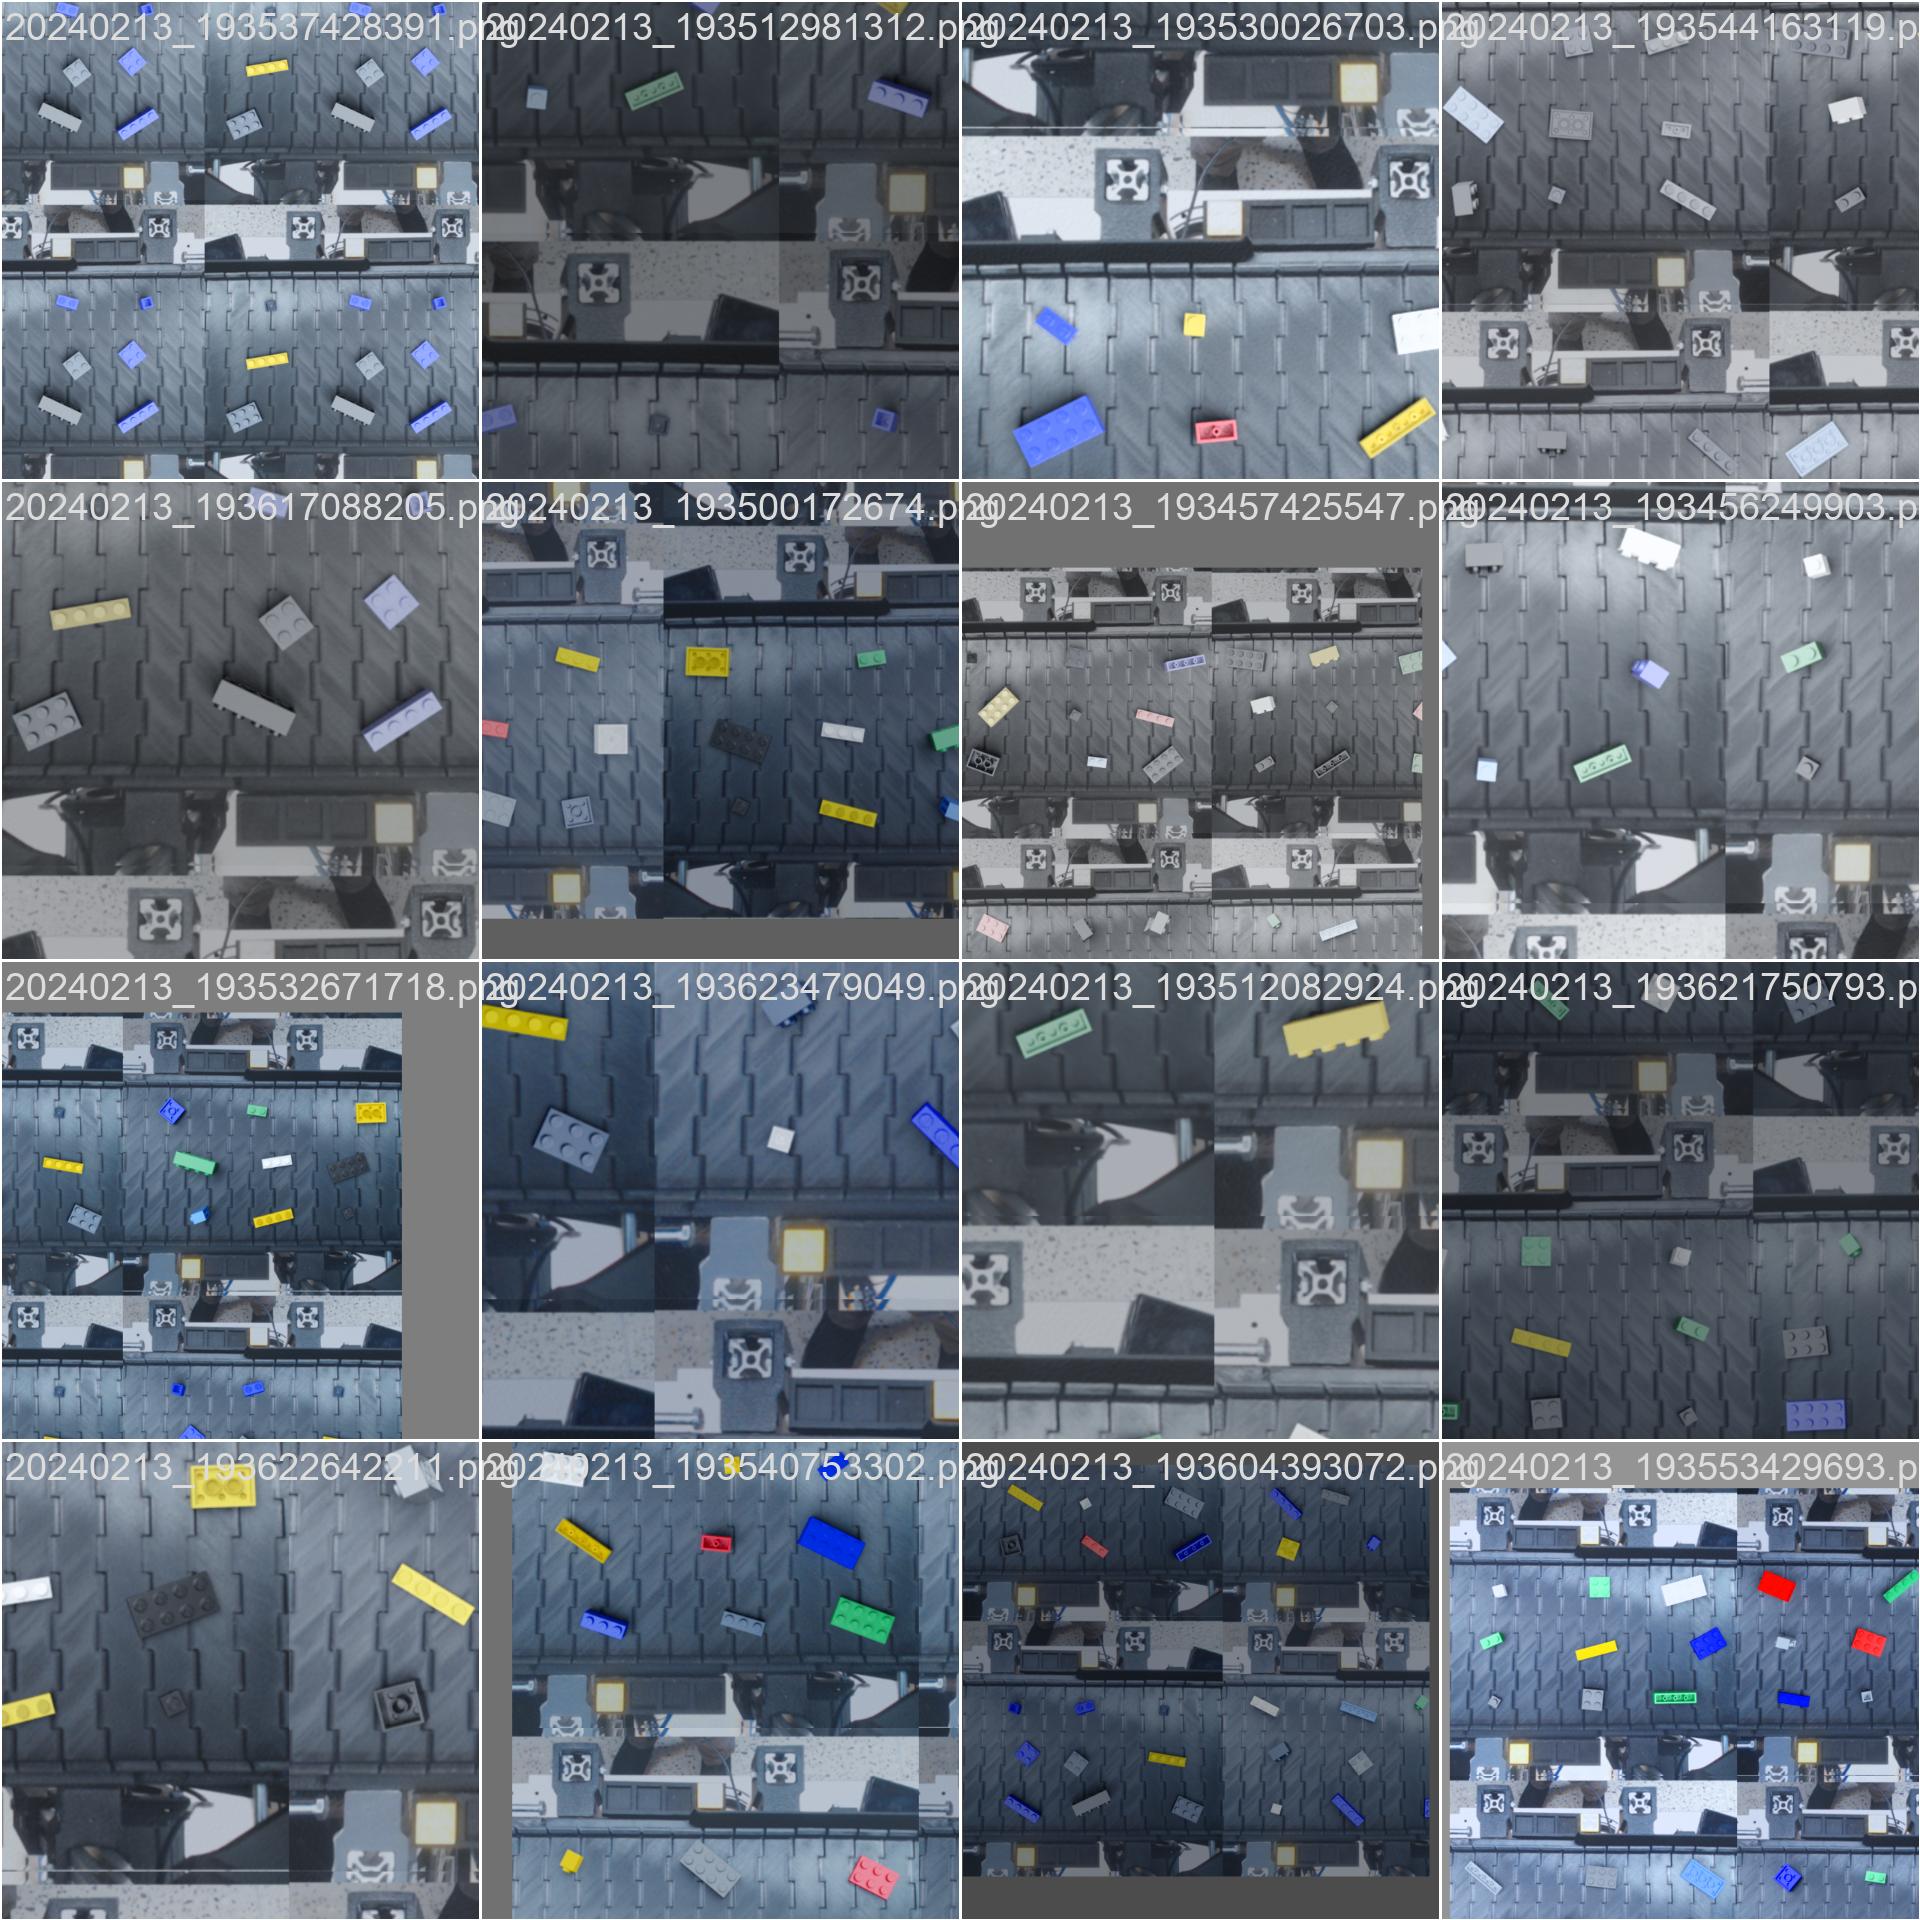 20240213_193537428391.png
20240213_193512981312.png
20240213_193530026703.png
20240213_193544163119.p
20240213_193617088205.png
20240213_193500172674.png
20240213_193457425547.png
20240213_193456249903.p
20240213_193532671718.png
20240213_193623479049.png
20240213_193512082924.png
20240213_193621750793.p
20240213_193622642211.png
20240213_193540753302.png
20240213_193604393072.png
20240213_193553429693.p